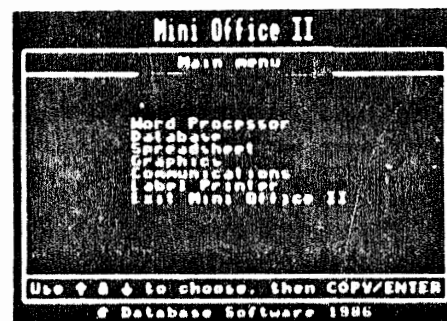 Mini Office II
Main menu
Word Processor
Database
Spreadsheet
Graphics
Communications
Label Printer
Exit Mini Office II
Use ↑ & ↓ to choose, then COPY/ENTER
© Database Software 1986